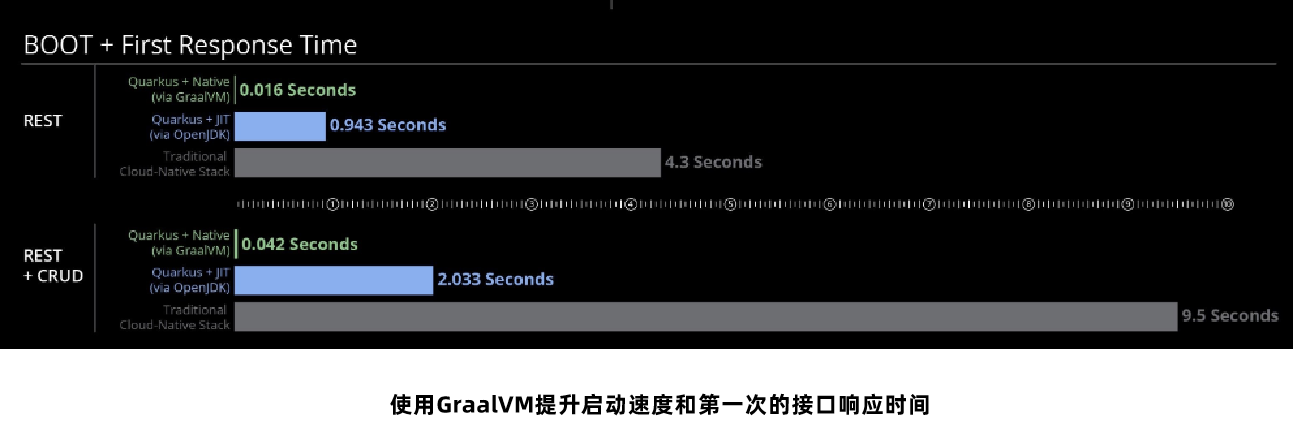 BOOT + First Response Time
REST
Quarkus + Native
(via GraalVM)
0.016 Seconds
Quarkus + JIT
(via OpenJDK)
0.943 Seconds
Traditional
Cloud-Native Stack
4.3 Seconds
① ② ③ ④ ⑤ ⑥ ⑦ ⑧ ⑨ ⑩
REST
+ CRUD
Quarkus + Native
(via GraalVM)
0.042 Seconds
Quarkus + JIT
(via OpenJDK)
2.033 Seconds
Traditional
Cloud-Native Stack
9.5 Seconds
使用GraalVM提升启动速度和第一次的接口响应时间